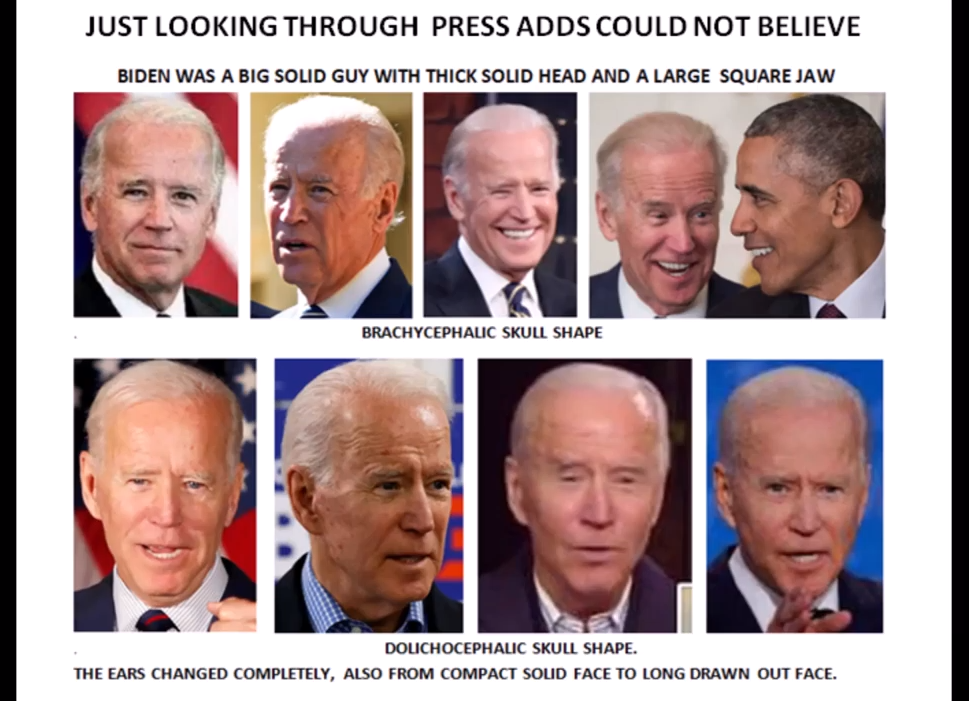 JUST LOOKING THROUGH PRESS ADDS COULD NOT BELIEVE
BIDEN WAS A BIG SOLID GUY WITH THICK SOLID HEAD AND A LARGE SQUARE JAW
. BRACHYCEPHALIC SKULL SHAPE
. DOLICHOCEPHALIC SKULL SHAPE.
THE EARS CHANGED COMPLETELY, ALSO FROM COMPACT SOLID FACE TO LONG DRAWN OUT FACE.